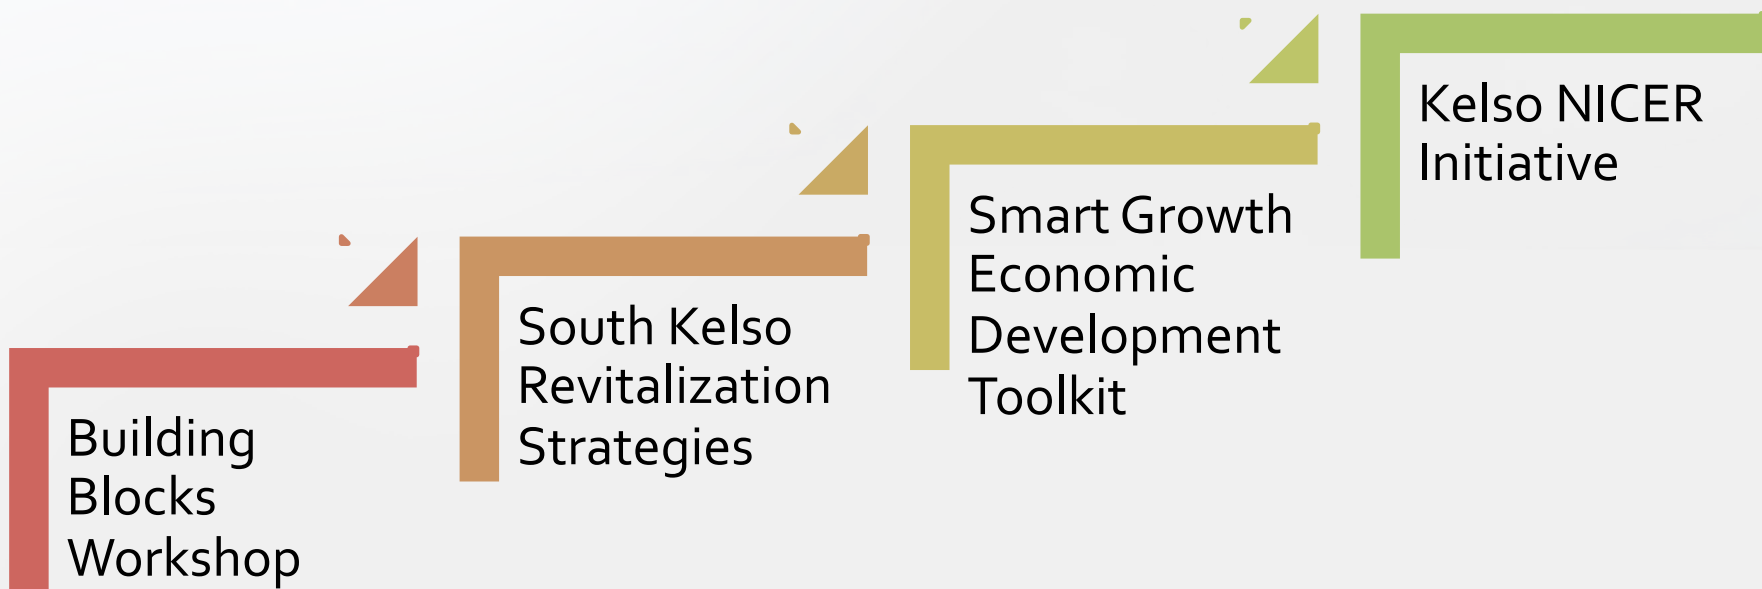 Building
Blocks
Workshop
South Kelso
Revitalization
Strategies
Smart Growth
Economic
Development
Toolkit
Kelso NICER
Initiative